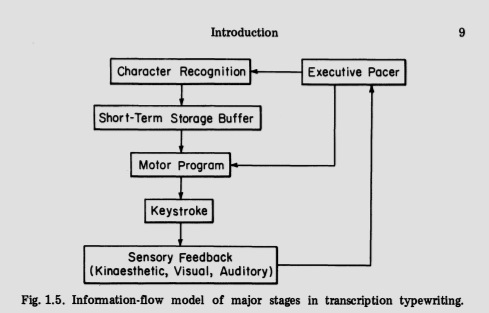 Introduction 9
Character Recognition
Executive Pacer
Short-Term Storage Buffer
Motor Program
Keystroke
Sensory Feedback
(Kinaesthetic, Visual, Auditory)
Fig. 1.5. Information-flow model of major stages in transcription typewriting.